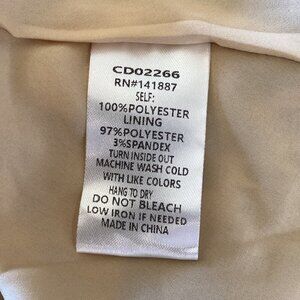 CD02266
RN#141887
SELF:
100%POLYESTER
LINING
97%POLYESTER
3%SPANDEX
TURN INSIDE OUT
MACHINE WASH COLD
WITH LIKE COLORS
HANG TO DRY
DO NOT BLEACH
LOW IRON IF NEEDED
MADE IN CHINA